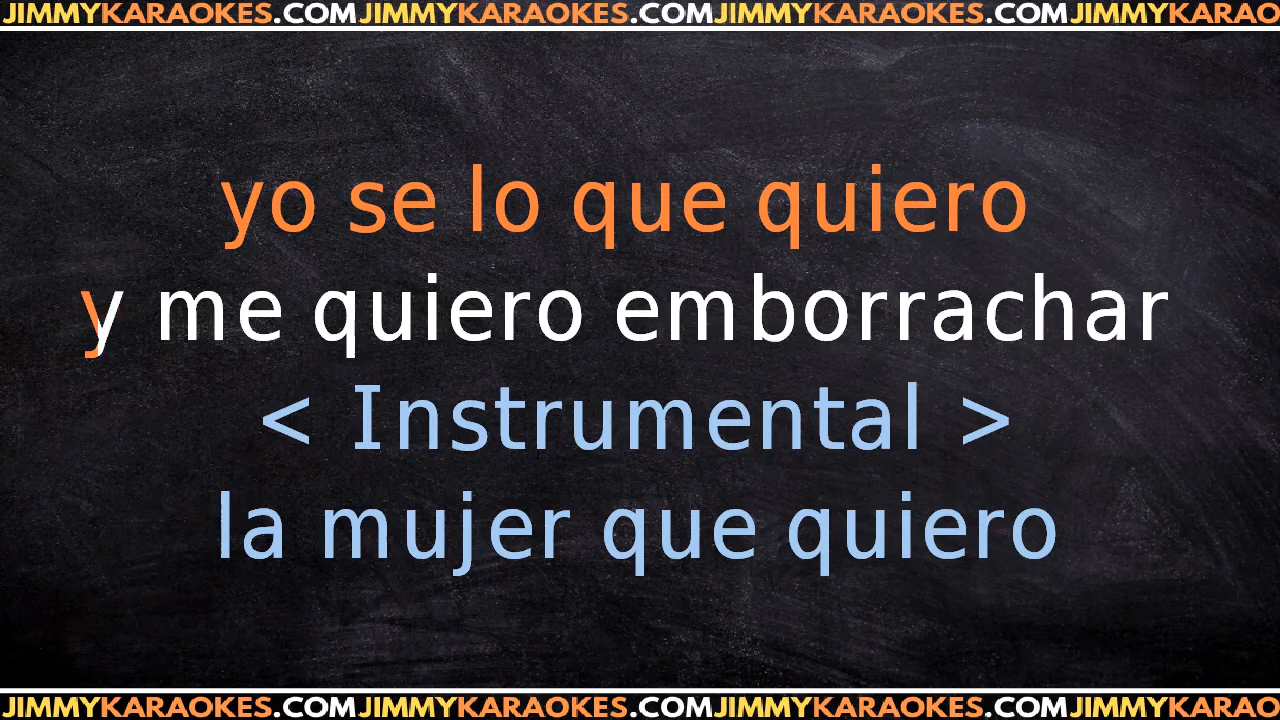 JIMMYKARAOKES.COMJIMMYKARAOKES.COMJIMMYKARAOKES.COMJIMMYKARAO
yo se lo que quiero
y me quiero emborrachar
< Instrumental >
la mujer que quiero
JIMMYKARAOKES.COMJIMMYKARAOKES.COMJIMMYKARAOKES.COMJIMMYKARAO